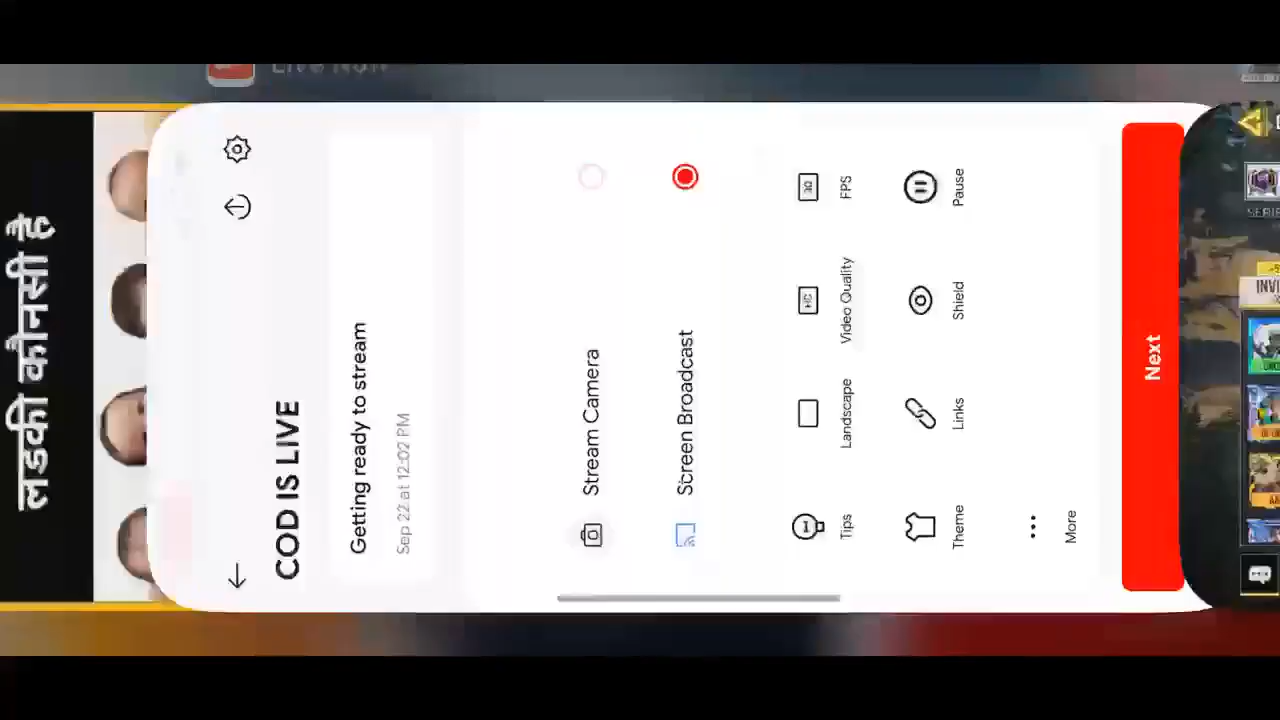 लडकी कौनसी है
COD IS LIVE
Getting ready to stream
Sep 22 at 12:02 PM
Stream Camera
Screen Broadcast
Tips
Landscape
Video Quality
FPS
Theme
Links
Shield
Pause
More
Next